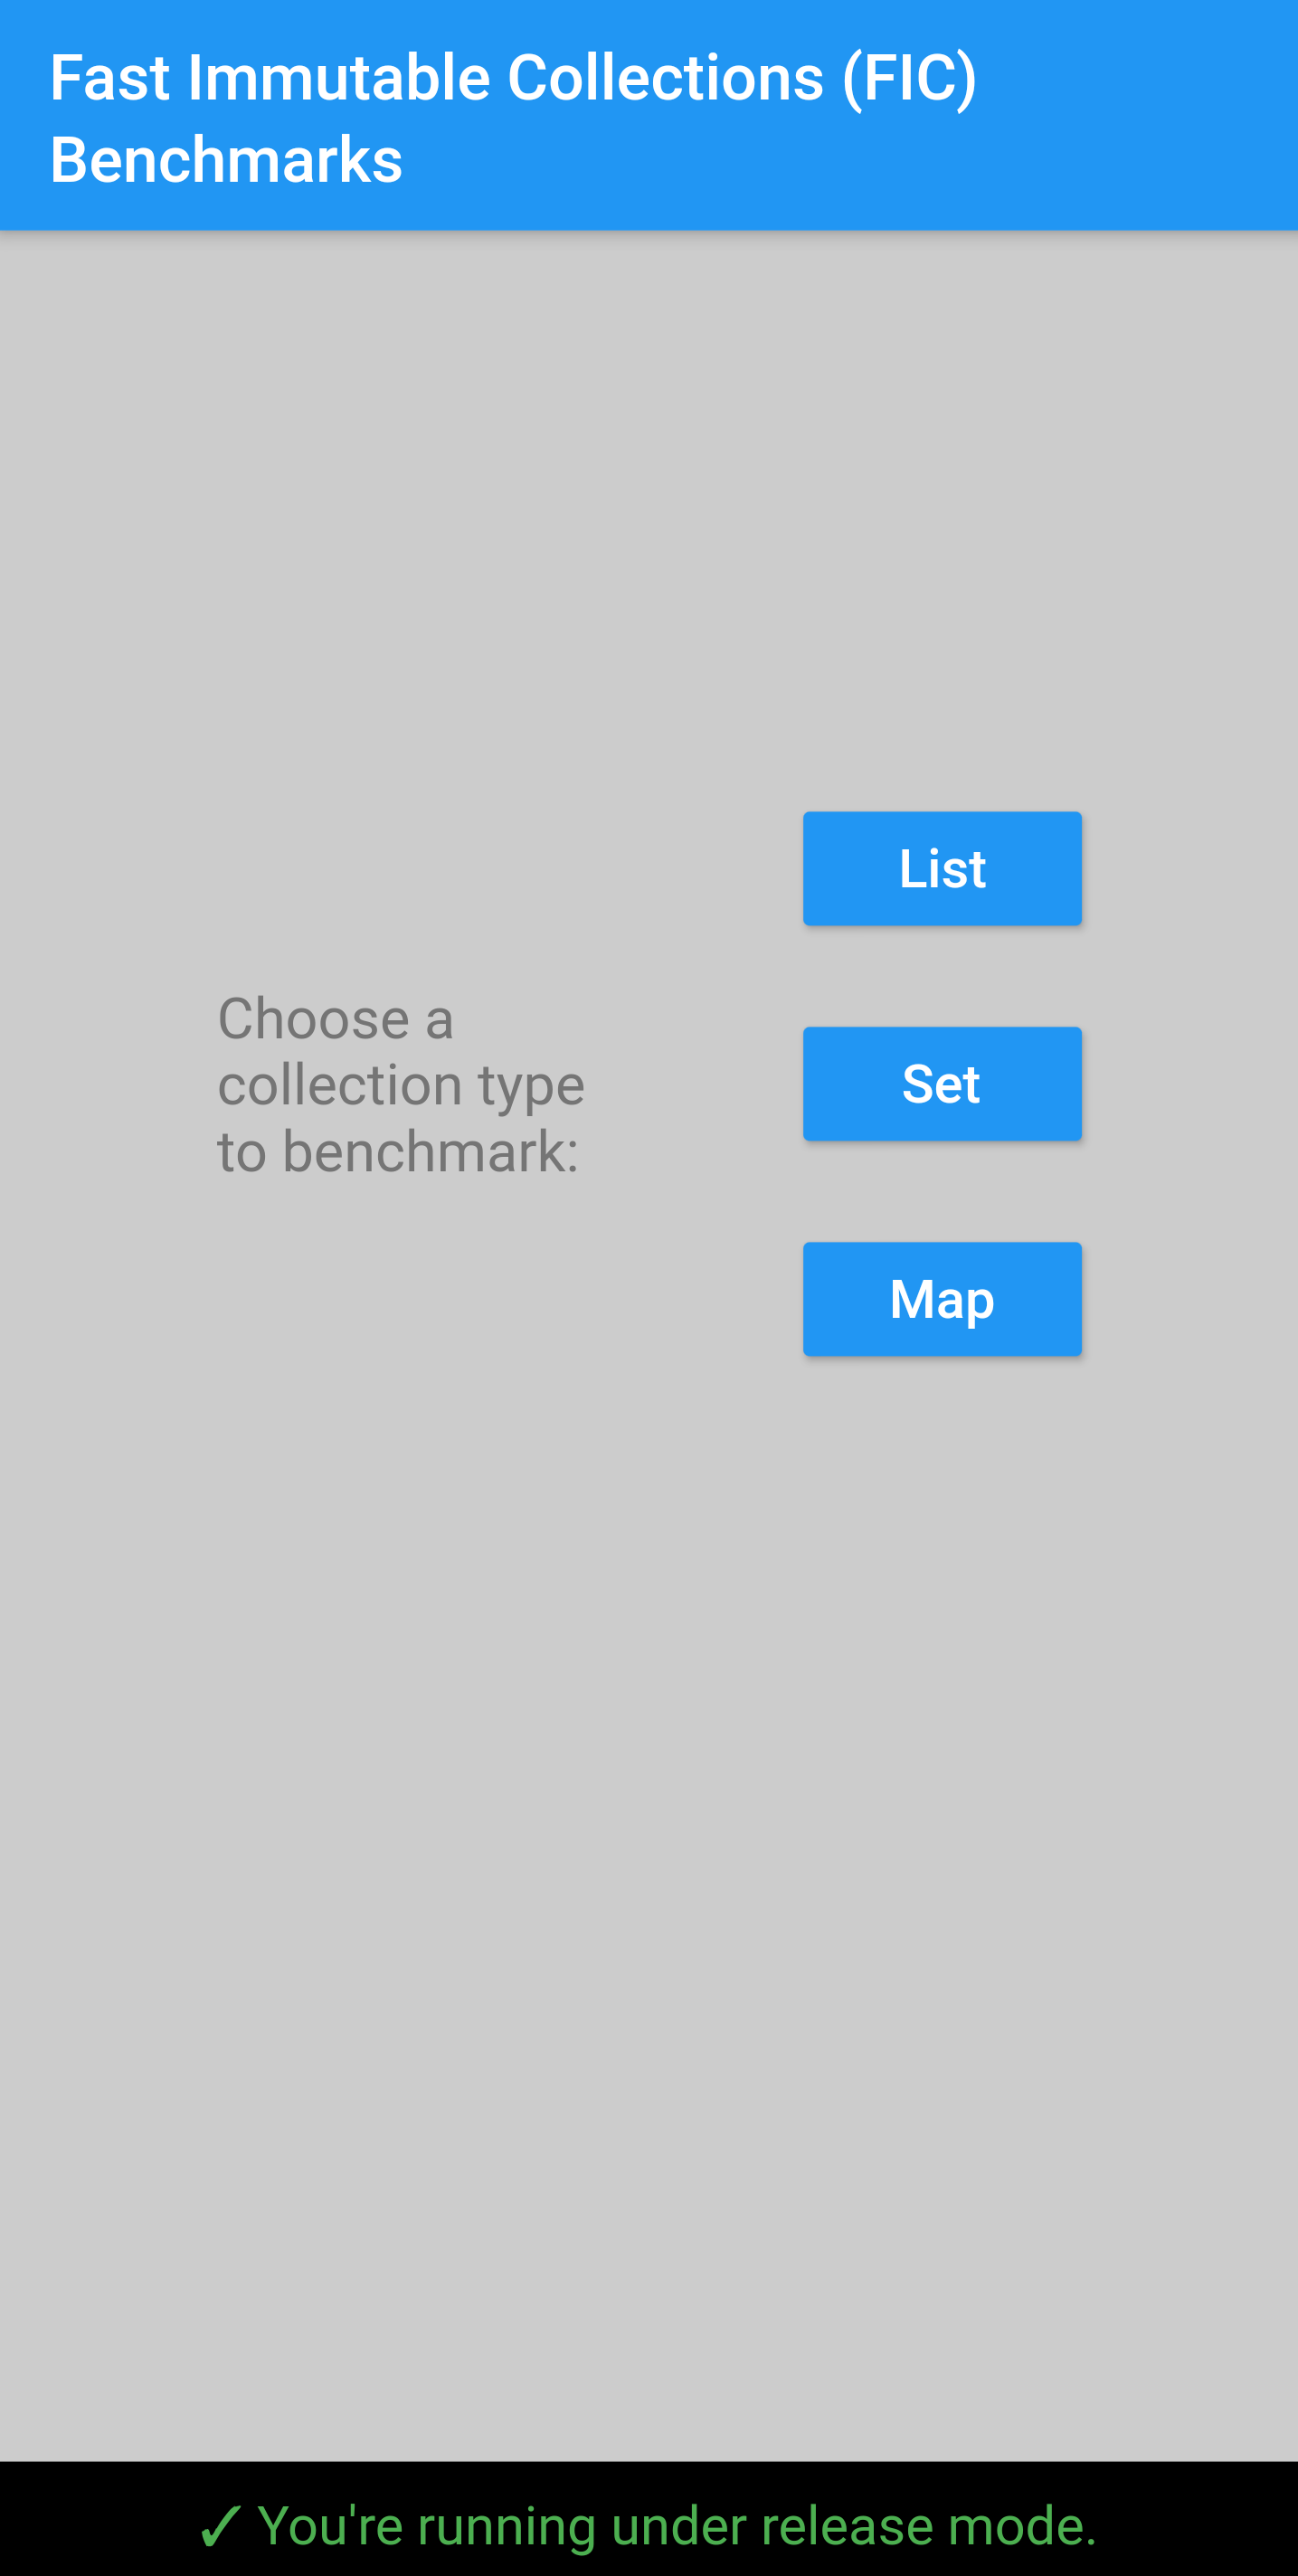 Fast Immutable Collections (FIC)
Benchmarks
List
Choose a
collection type
to benchmark:
Set
Map
✓ You're running under release mode.